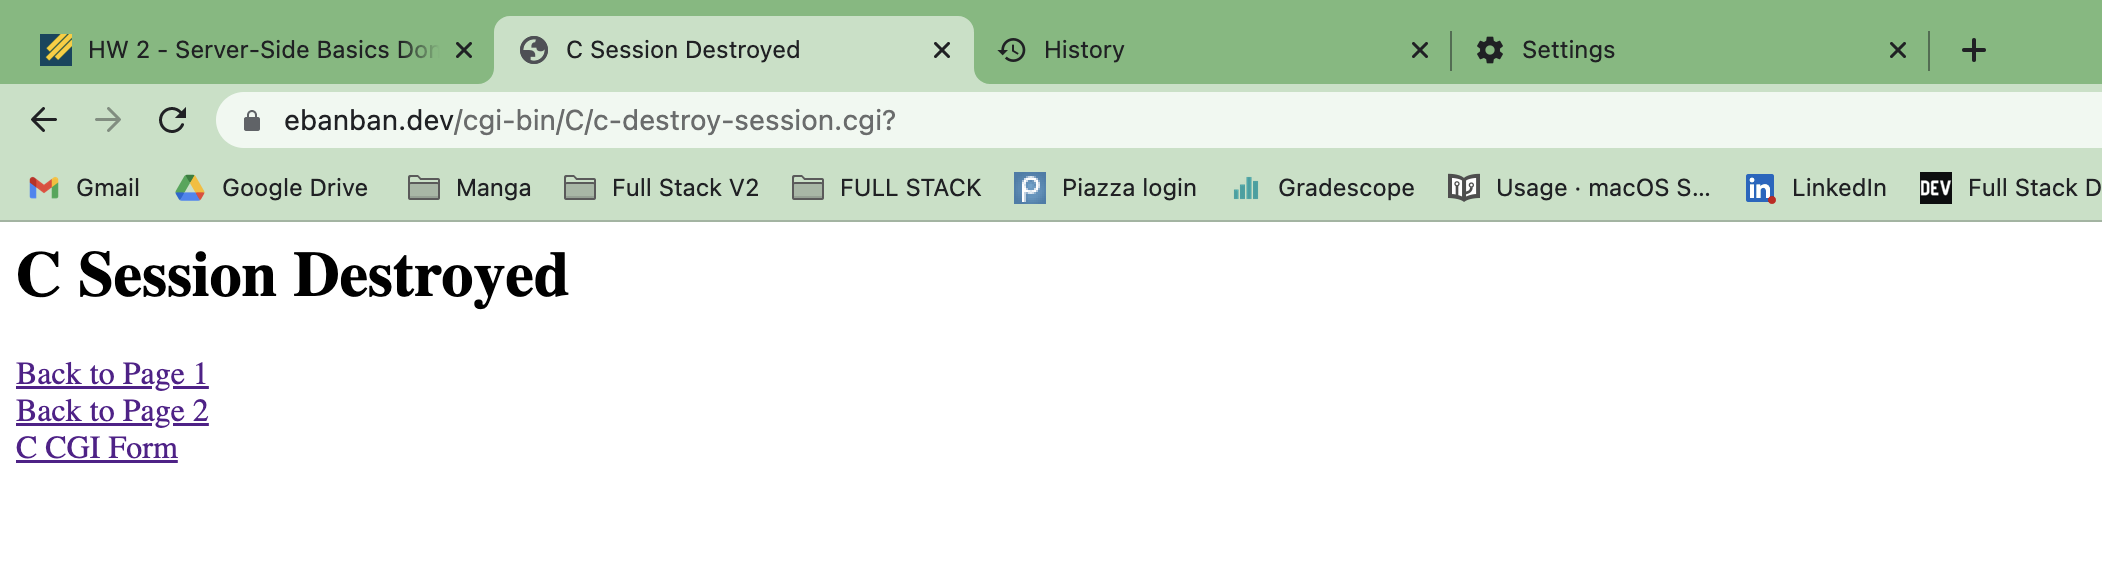 HW 2 - Server-Side Basics Don
C Session Destroyed
History
Settings
ebanban.dev/cgi-bin/C/c-destroy-session.cgi?
Gmail
Google Drive
Manga
Full Stack V2
FULL STACK
Piazza login
Gradescope
Usage · macOS S...
LinkedIn
DEV
Full Stack D
C Session Destroyed
Back to Page 1
Back to Page 2
C CGI Form